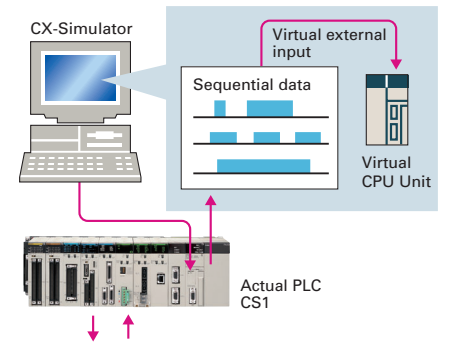 CX-Simulator
Virtual external
input
Sequential data
Virtual
CPU Unit
Actual PLC
CS1